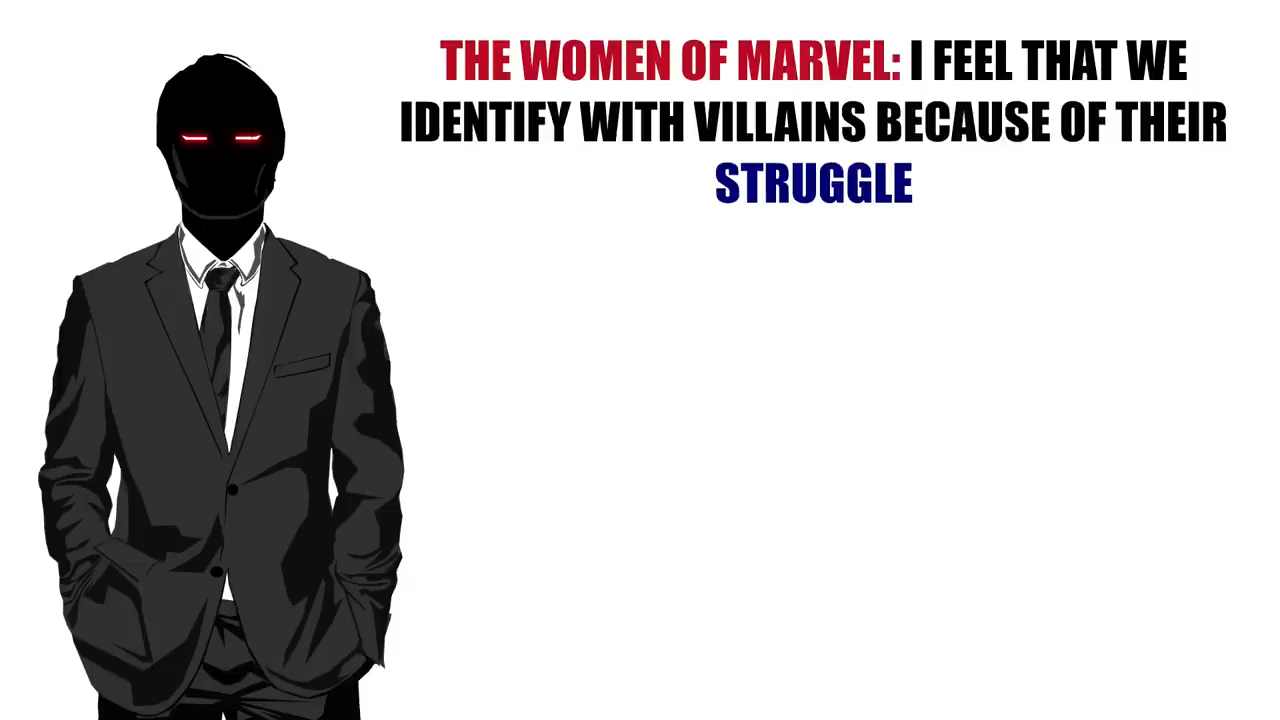 THE WOMEN OF MARVEL: I FEEL THAT WE
IDENTIFY WITH VILLAINS BECAUSE OF THEIR
STRUGGLE